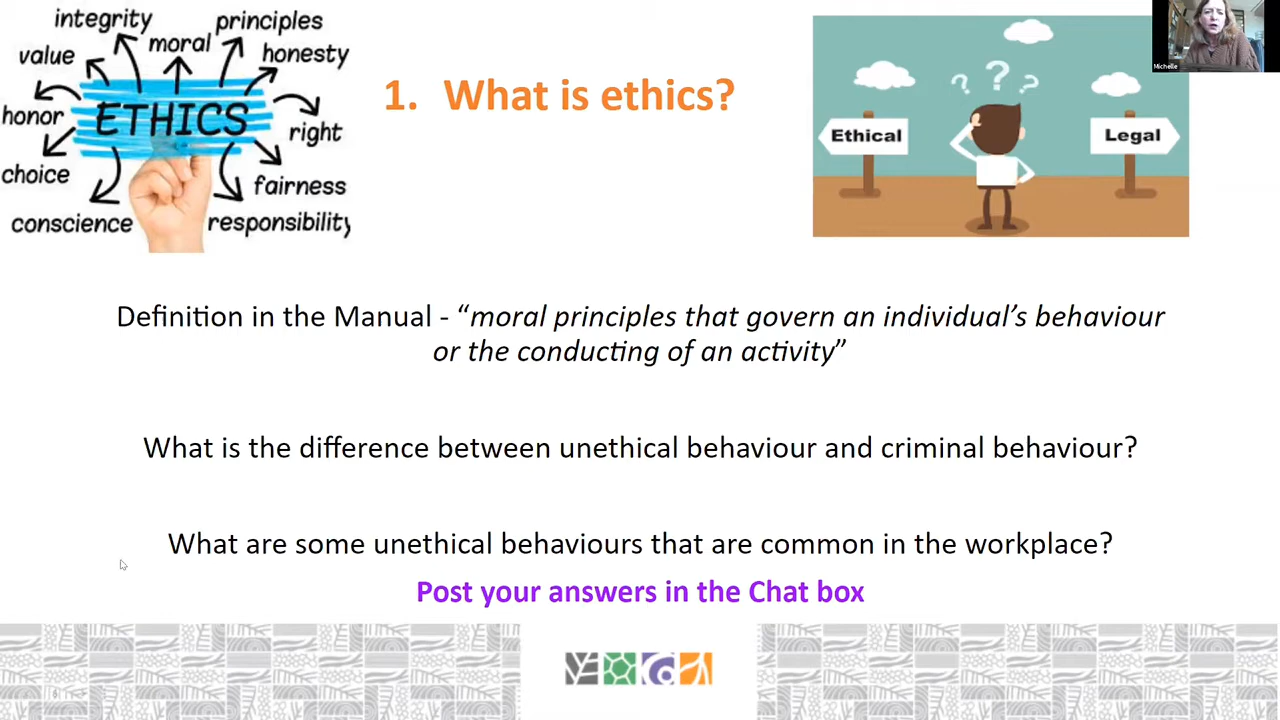 integrity
principles
value
moral
honesty
honor
ETHICS
right
choice
fairness
conscience
responsibility
1. What is ethics?
Ethical
? ? ?
Legal
Michelle
Definition in the Manual - “moral principles that govern an individual’s behaviour
or the conducting of an activity”
What is the difference between unethical behaviour and criminal behaviour?
What are some unethical behaviours that are common in the workplace?
Post your answers in the Chat box
6